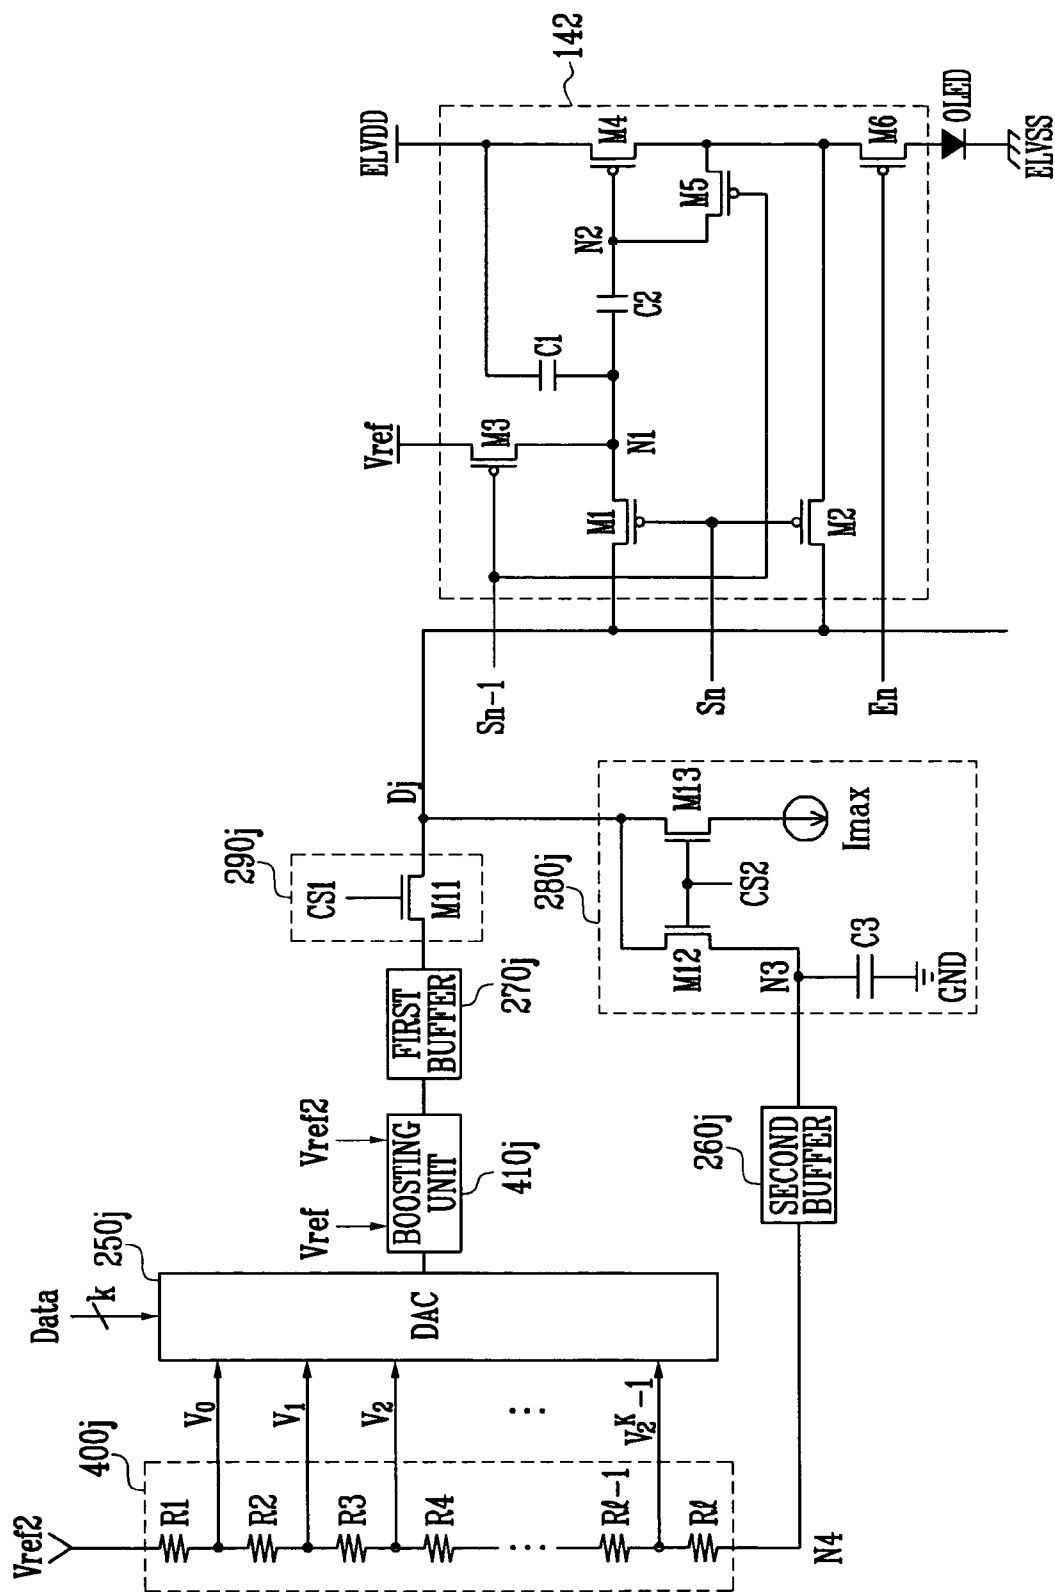 Vref2
400j
R1
R2
R3
R4
...
Rℓ-1
Rℓ
N4
V0
V1
V2
...
V2^K-1
Data
k
250j
DAC
Vref
Vref2
BOOSTING
UNIT
410j
FIRST
BUFFER
270j
SECOND
BUFFER
260j
290j
CS1
M11
Dj
280j
M12
M13
CS2
N3
C3
GND
Imax
Sn-1
Sn
En
142
Vref
M3
M1
N1
M2
C1
C2
N2
M5
ELVDD
M4
M6
OLED
ELVSS